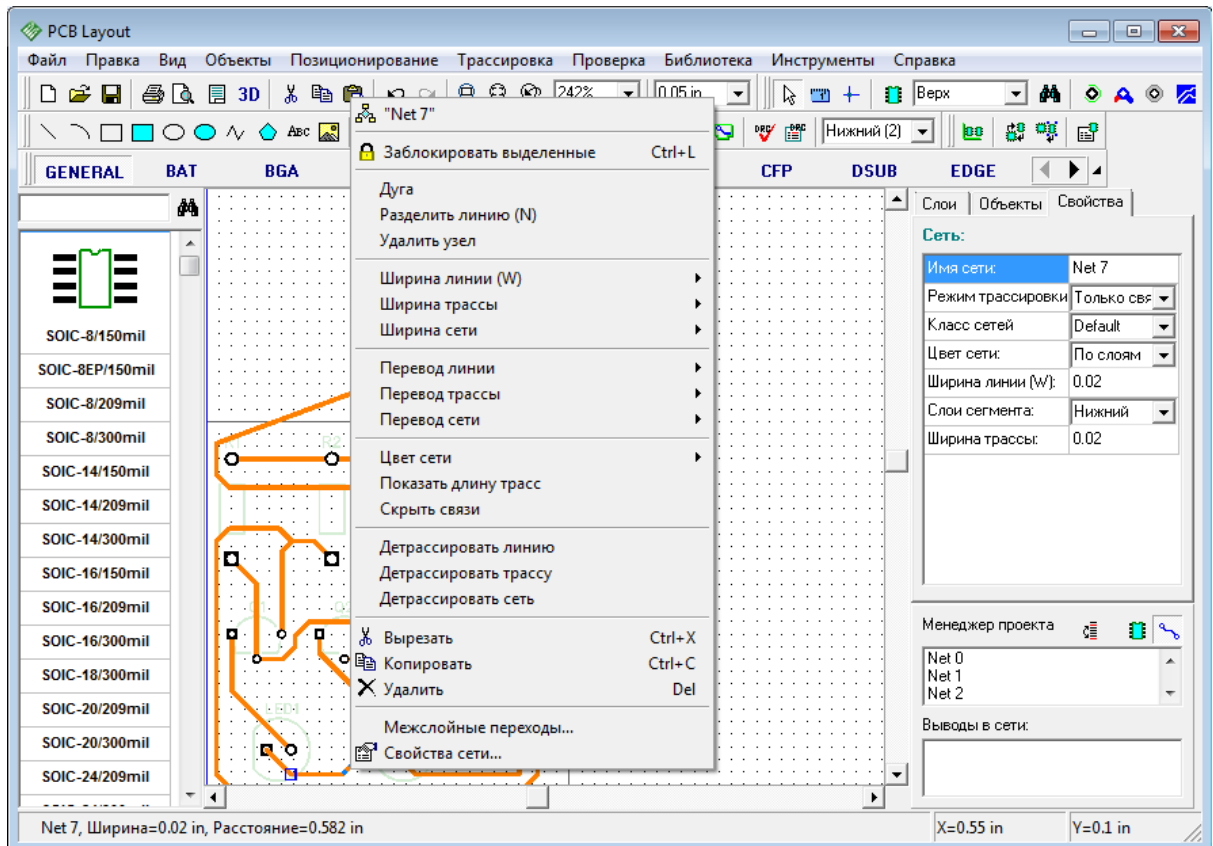 PCB Layout
Файл Правка Вид Объекты Позиционирование Трассировка Проверка Библиотека Инструменты Справка
3D 242% 0.05 in Верх
ABC DRC DRC Нижний (2)
GENERAL BAT BGA CFP DSUB EDGE
"Net 7"
Заблокировать выделенные Ctrl+L
Дуга
Разделить линию (N)
Удалить узел
Ширина линии (W)
Ширина трассы
Ширина сети
Перевод линии
Перевод трассы
Перевод сети
Цвет сети
Показать длину трасс
Скрыть связи
Детрассировать линию
Детрассировать трассу
Детрассировать сеть
Вырезать Ctrl+X
Копировать Ctrl+C
Удалить Del
Межслойные переходы...
Свойства сети...
SOIC-8/150mil
SOIC-8EP/150mil
SOIC-8/209mil
SOIC-8/300mil
SOIC-14/150mil
SOIC-14/209mil
SOIC-14/300mil
SOIC-16/150mil
SOIC-16/209mil
SOIC-16/300mil
SOIC-18/300mil
SOIC-20/209mil
SOIC-20/300mil
SOIC-24/209mil
R2
LED1
Слои Объекты Свойства
Сеть:
Имя сети: Net 7
Режим трассировки Только свя
Класс сетей Default
Цвет сети: По слоям
Ширина линии (W): 0.02
Слои сегмента: Нижний
Ширина трассы: 0.02
Менеджер проекта
Net 0
Net 1
Net 2
Выводы в сети:
Net 7, Ширина=0.02 in, Расстояние=0.582 in X=0.55 in Y=0.1 in